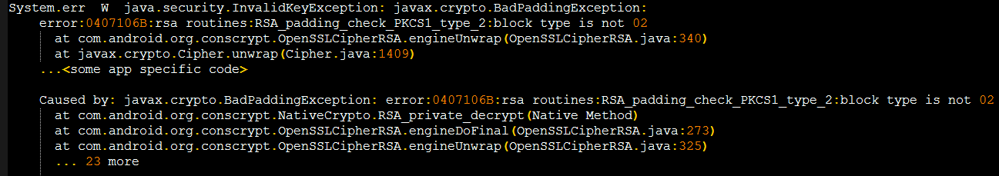 System.err  W  java.security.InvalidKeyException: javax.crypto.BadPaddingException:
error:0407106B:rsa routines:RSA_padding_check_PKCS1_type_2:block type is not 02
at com.android.org.conscrypt.OpenSSLCipherRSA.engineUnwrap(OpenSSLCipherRSA.java:340)
at javax.crypto.Cipher.unwrap(Cipher.java:1409)
...<some app specific code>
Caused by: javax.crypto.BadPaddingException: error:0407106B:rsa routines:RSA_padding_check_PKCS1_type_2:block type is not 02
at com.android.org.conscrypt.NativeCrypto.RSA_private_decrypt(Native Method)
at com.android.org.conscrypt.OpenSSLCipherRSA.engineDoFinal(OpenSSLCipherRSA.java:273)
at com.android.org.conscrypt.OpenSSLCipherRSA.engineUnwrap(OpenSSLCipherRSA.java:325)
... 23 more